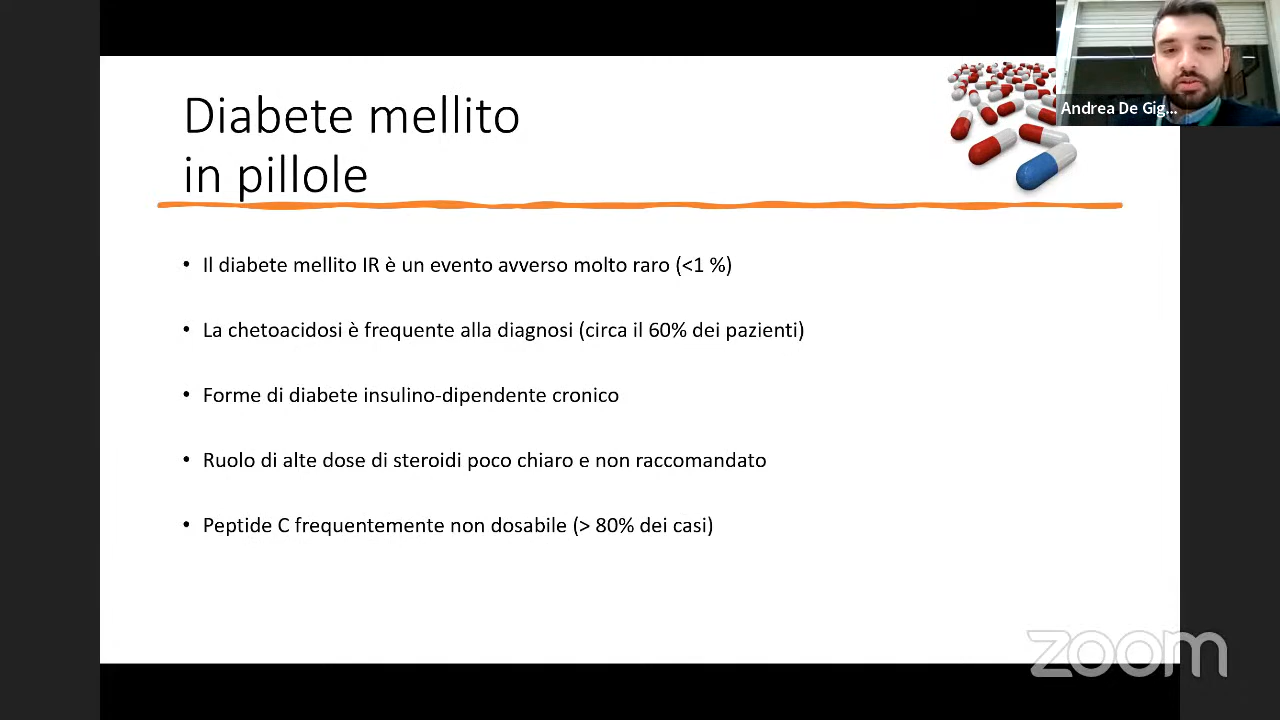 Diabete mellito
in pillole
Andrea De Gig...
• Il diabete mellito IR è un evento avverso molto raro (<1 %)
• La chetoacidosi è frequente alla diagnosi (circa il 60% dei pazienti)
• Forme di diabete insulino-dipendente cronico
• Ruolo di alte dose di steroidi poco chiaro e non raccomandato
• Peptide C frequentemente non dosabile (> 80% dei casi)
zoom